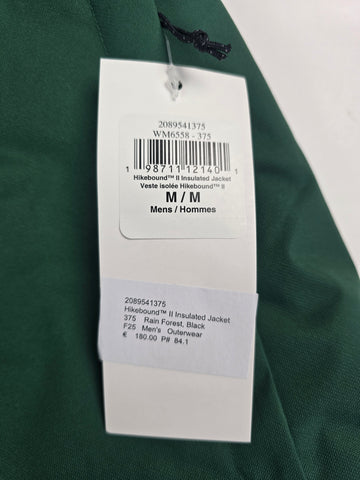 2089541375
WM6558 - 375
1 98711 12140 1
Hikebound™ II Insulated Jacket
Veste isolée Hikebound™ II
M / M
Mens / Hommes
2089541375
Hikebound™ II Insulated Jacket
375 Rain Forest, Black
F25 Men's Outerwear
€ 180.00 P# 84.1